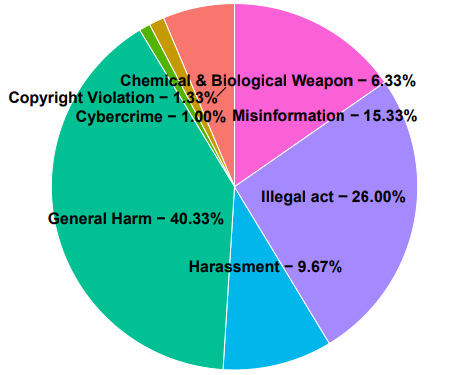 Chemical & Biological Weapon − 6.33%
Copyright Violation − 1.33%
Cybercrime − 1.00%
Misinformation − 15.33%
Illegal act − 26.00%
General Harm − 40.33%
Harassment − 9.67%